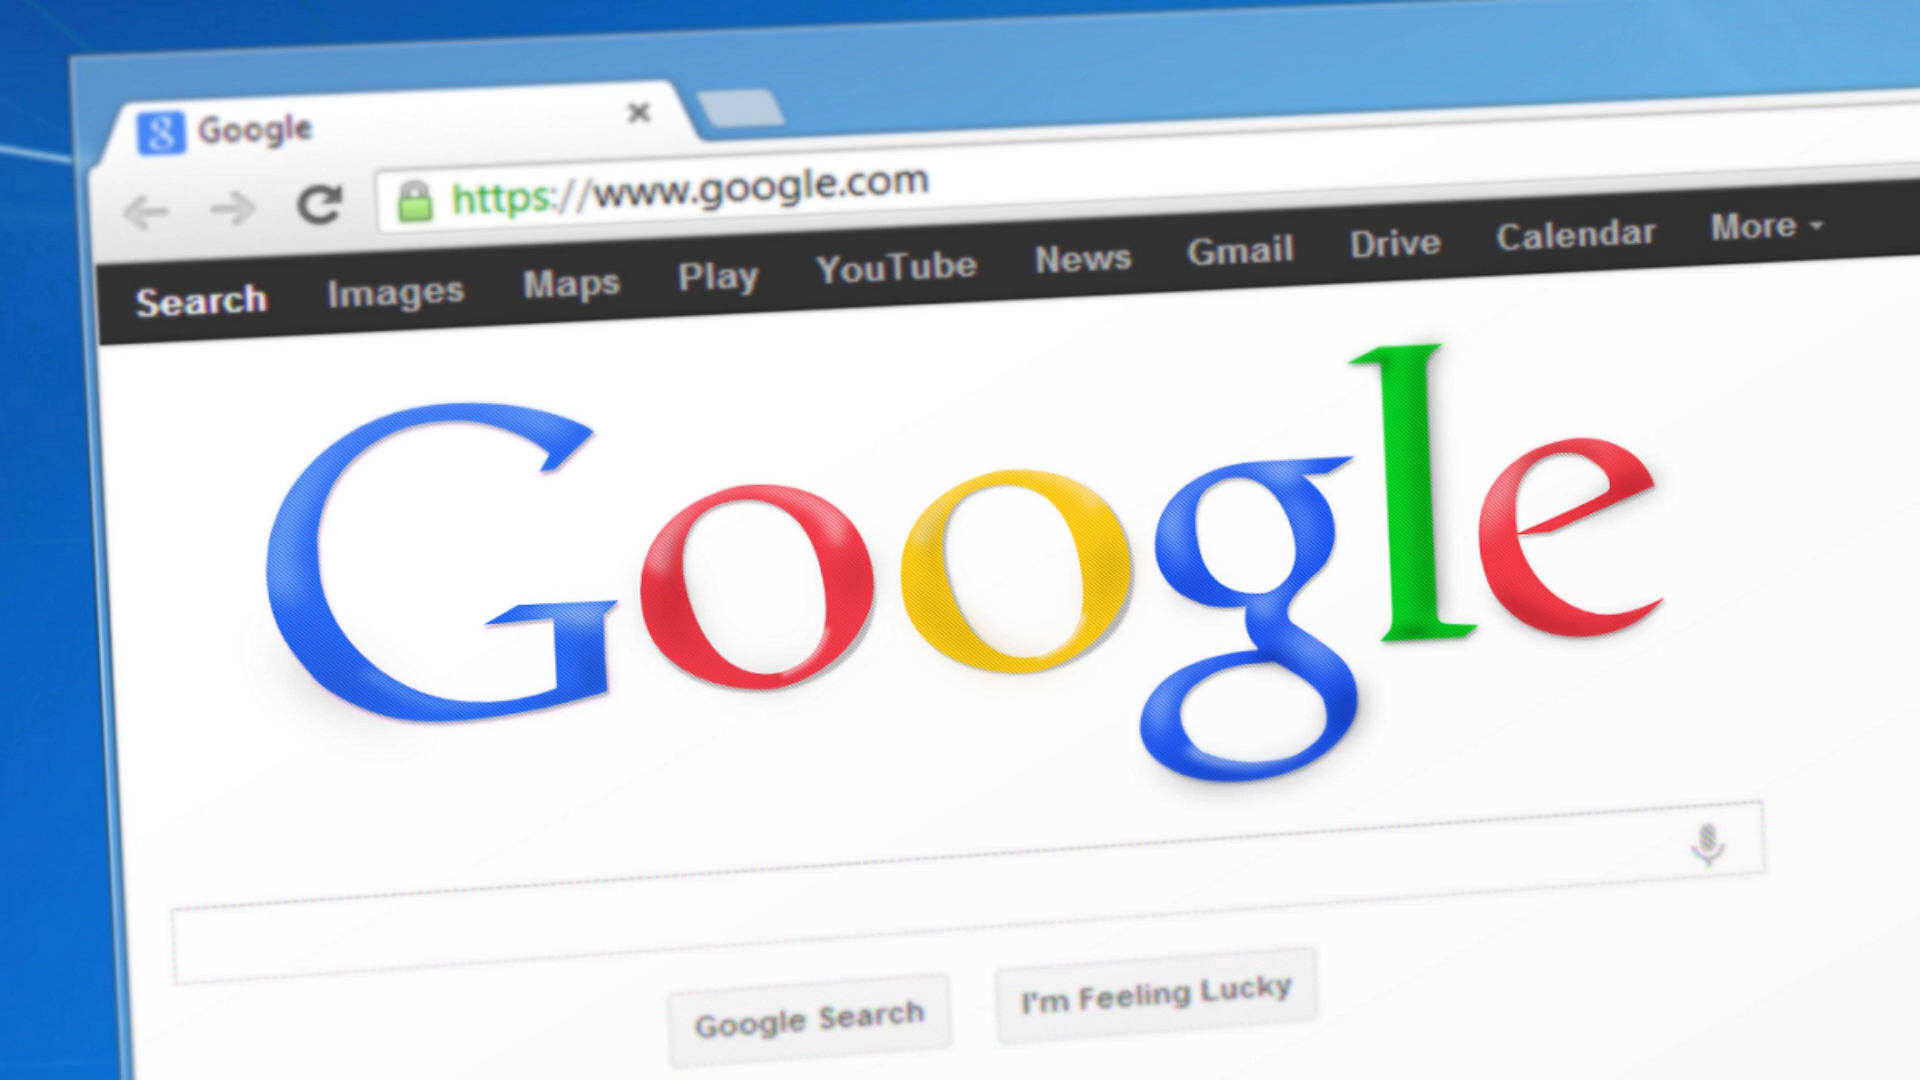 Google
https://www.google.com
Search Images Maps Play YouTube News Gmail Drive Calendar More
Google
Google Search I'm Feeling Lucky